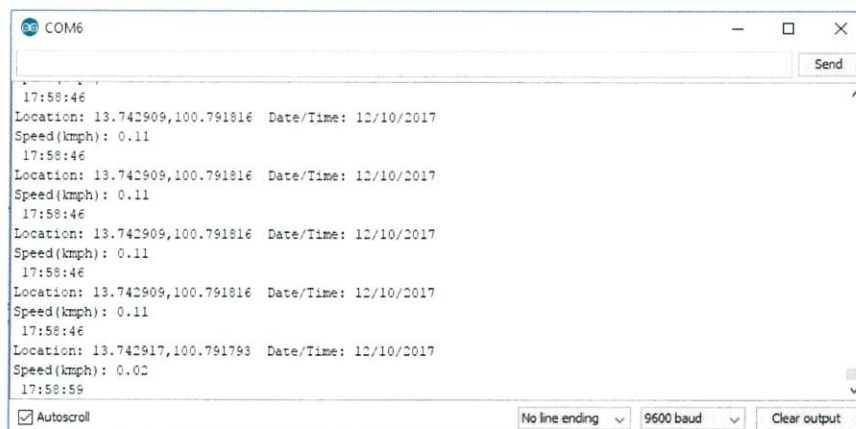 COM6
Send
17:58:46
Location: 13.742909,100.791816 Date/Time: 12/10/2017
Speed(kmph): 0.11
17:58:46
Location: 13.742909,100.791816 Date/Time: 12/10/2017
Speed(kmph): 0.11
17:58:46
Location: 13.742909,100.791816 Date/Time: 12/10/2017
Speed(kmph): 0.11
17:58:46
Location: 13.742909,100.791816 Date/Time: 12/10/2017
Speed(kmph): 0.11
17:58:46
Location: 13.742917,100.791793 Date/Time: 12/10/2017
Speed(kmph): 0.02
17:58:59
Autoscroll No line ending 9600 baud Clear output